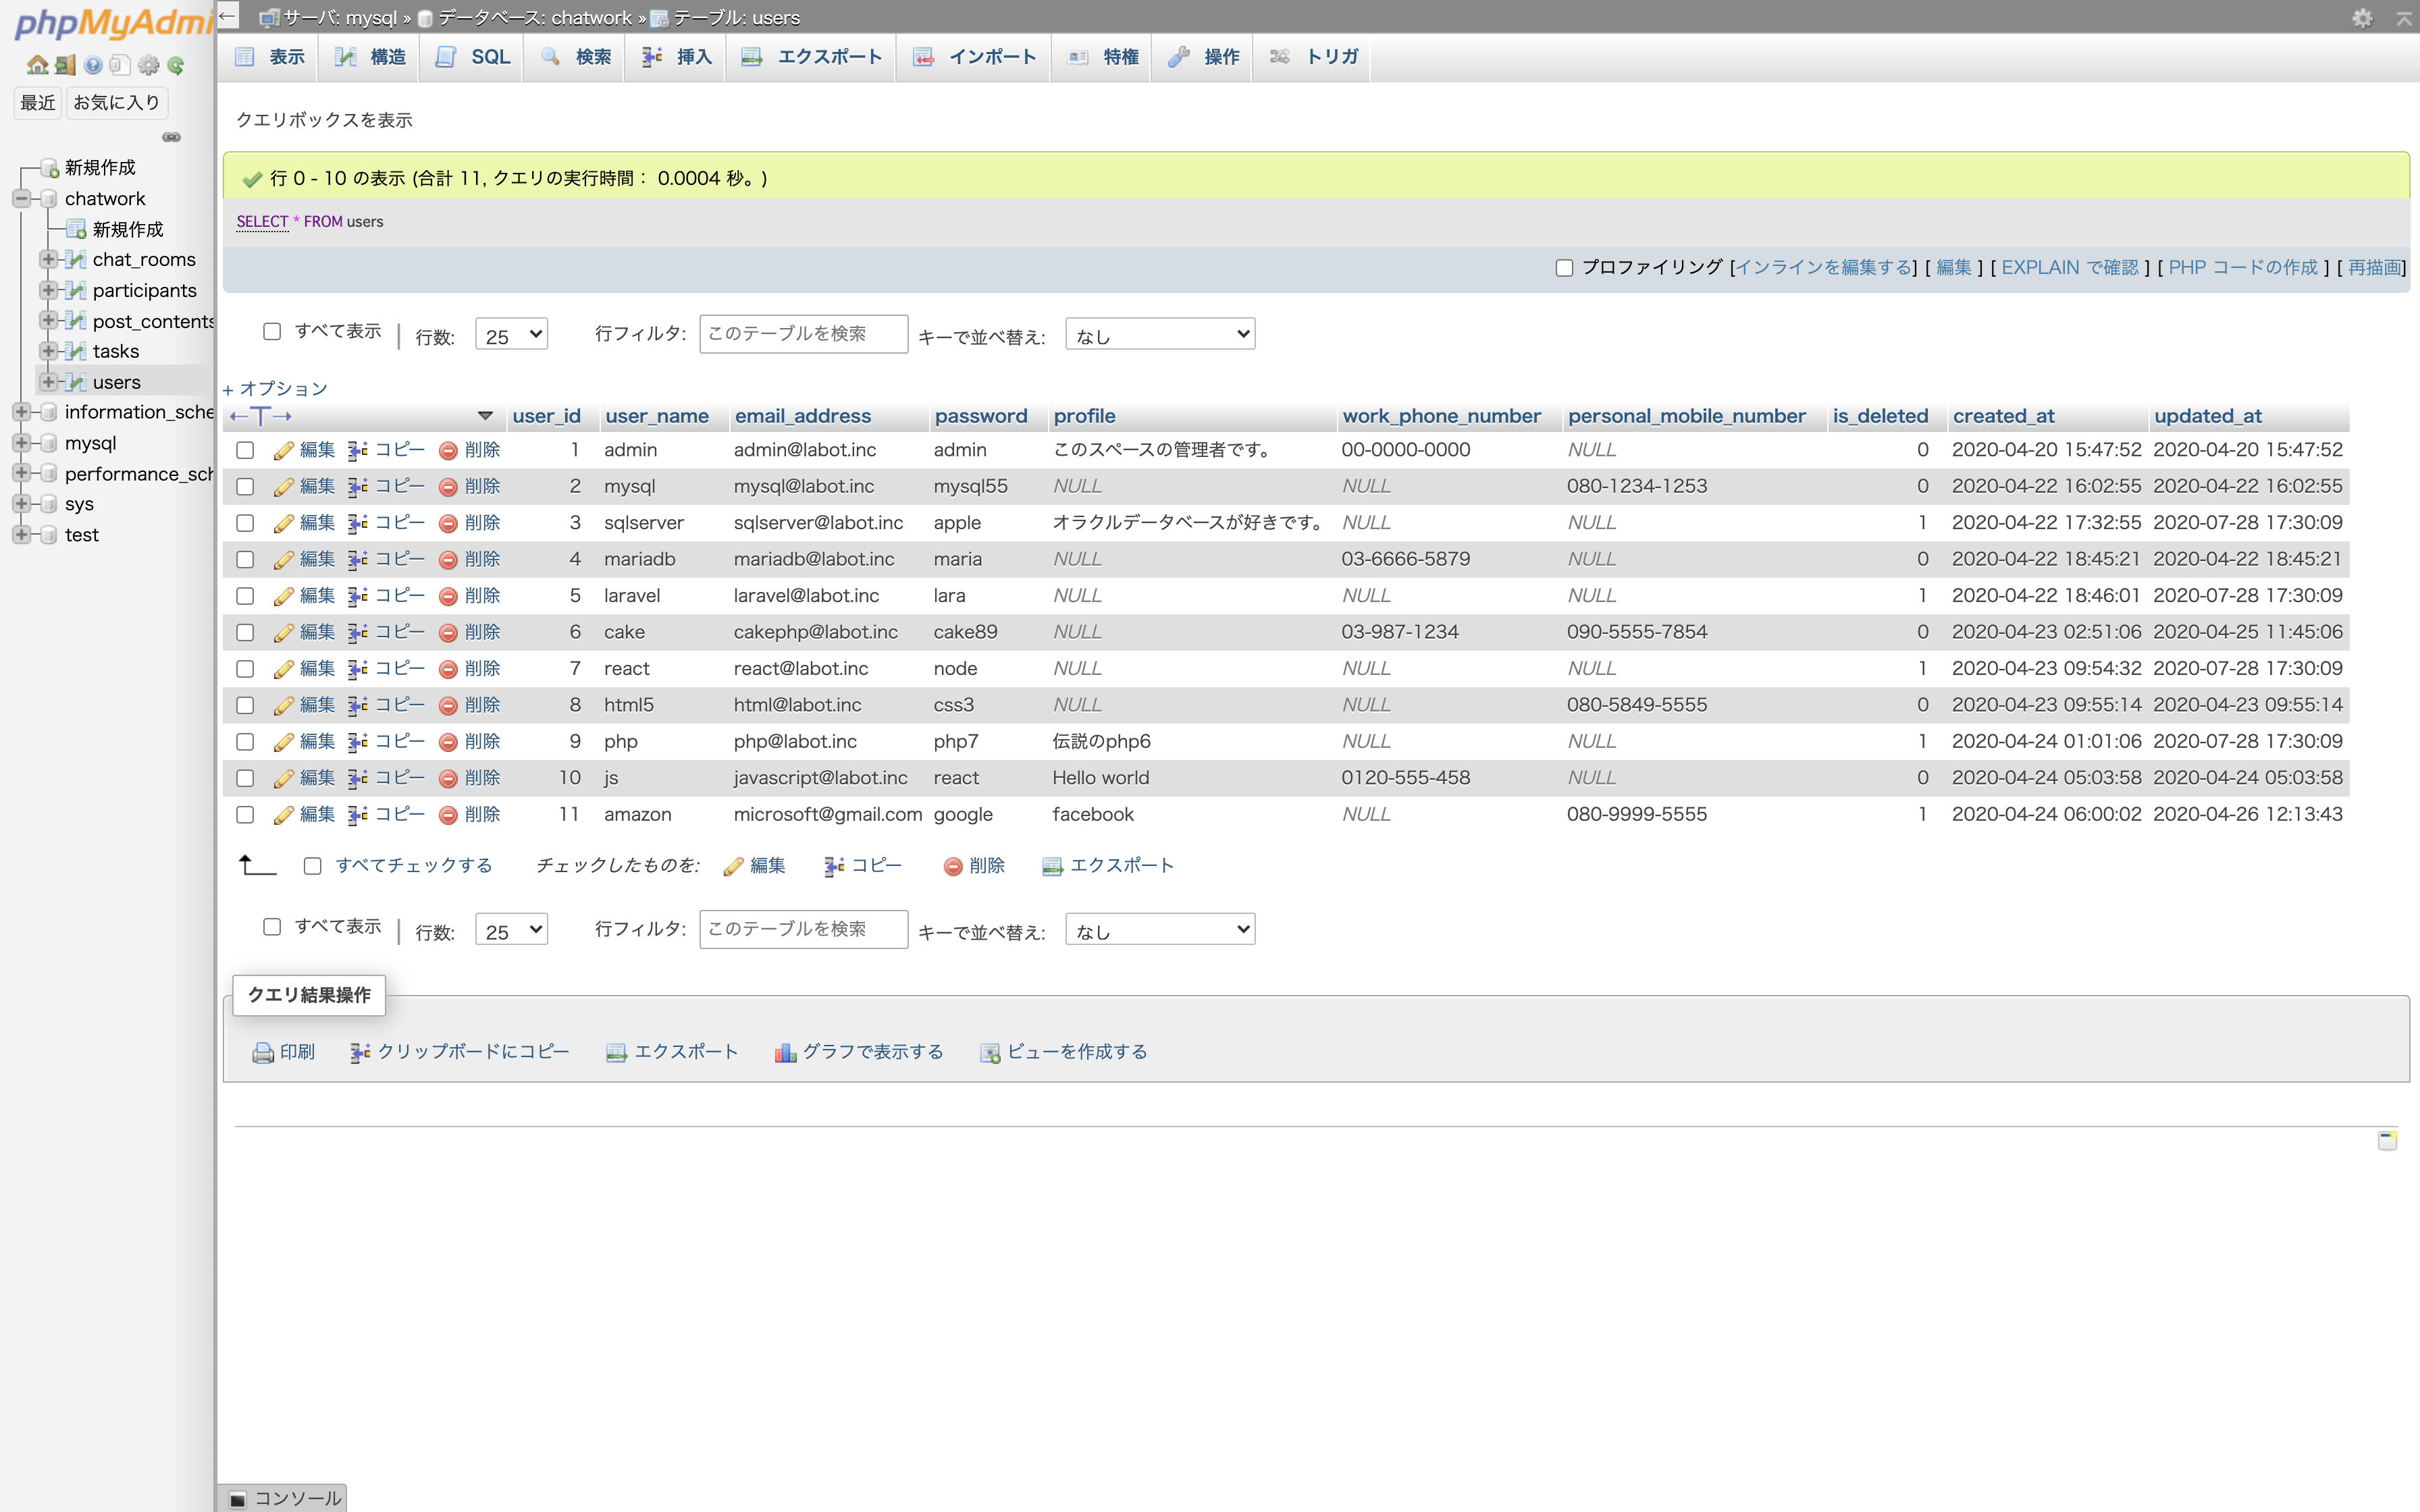 phpMyAdmi
最近 お気に入り
新規作成
chatwork
新規作成
chat_rooms
participants
post_contents
tasks
users
information_sche
mysql
performance_sch
sys
test
← サーバ: mysql » データベース: chatwork » テーブル: users
表示 構造 SQL 検索 挿入 エクスポート インポート 特権 操作 トリガ
クエリボックスを表示
行 0 - 10 の表示 (合計 11, クエリの実行時間： 0.0004 秒。)
SELECT * FROM users
プロファイリング [インラインを編集する] [ 編集 ] [ EXPLAIN で確認 ] [ PHP コードの作成 ] [ 再描画]
すべて表示 | 行数: 25 行フィルタ: このテーブルを検索 キーで並べ替え: なし
+ オプション
←T→ user_id user_name email_address password profile work_phone_number personal_mobile_number is_deleted created_at updated_at
編集 コピー 削除 1 admin admin@labot.inc admin このスペースの管理者です。 00-0000-0000 NULL 0 2020-04-20 15:47:52 2020-04-20 15:47:52
編集 コピー 削除 2 mysql mysql@labot.inc mysql55 NULL NULL 080-1234-1253 0 2020-04-22 16:02:55 2020-04-22 16:02:55
編集 コピー 削除 3 sqlserver sqlserver@labot.inc apple オラクルデータベースが好きです。 NULL NULL 1 2020-04-22 17:32:55 2020-07-28 17:30:09
編集 コピー 削除 4 mariadb mariadb@labot.inc maria NULL 03-6666-5879 NULL 0 2020-04-22 18:45:21 2020-04-22 18:45:21
編集 コピー 削除 5 laravel laravel@labot.inc lara NULL NULL NULL 1 2020-04-22 18:46:01 2020-07-28 17:30:09
編集 コピー 削除 6 cake cakephp@labot.inc cake89 NULL 03-987-1234 090-5555-7854 0 2020-04-23 02:51:06 2020-04-25 11:45:06
編集 コピー 削除 7 react react@labot.inc node NULL NULL NULL 1 2020-04-23 09:54:32 2020-07-28 17:30:09
編集 コピー 削除 8 html5 html@labot.inc css3 NULL NULL 080-5849-5555 0 2020-04-23 09:55:14 2020-04-23 09:55:14
編集 コピー 削除 9 php php@labot.inc php7 伝説のphp6 NULL NULL 1 2020-04-24 01:01:06 2020-07-28 17:30:09
編集 コピー 削除 10 js javascript@labot.inc react Hello world 0120-555-458 NULL 0 2020-04-24 05:03:58 2020-04-24 05:03:58
編集 コピー 削除 11 amazon microsoft@gmail.com google facebook NULL 080-9999-5555 1 2020-04-24 06:00:02 2020-04-26 12:13:43
すべてチェックする チェックしたものを: 編集 コピー 削除 エクスポート
すべて表示 | 行数: 25 行フィルタ: このテーブルを検索 キーで並べ替え: なし
クエリ結果操作
印刷 クリップボードにコピー エクスポート グラフで表示する ビューを作成する
コンソール